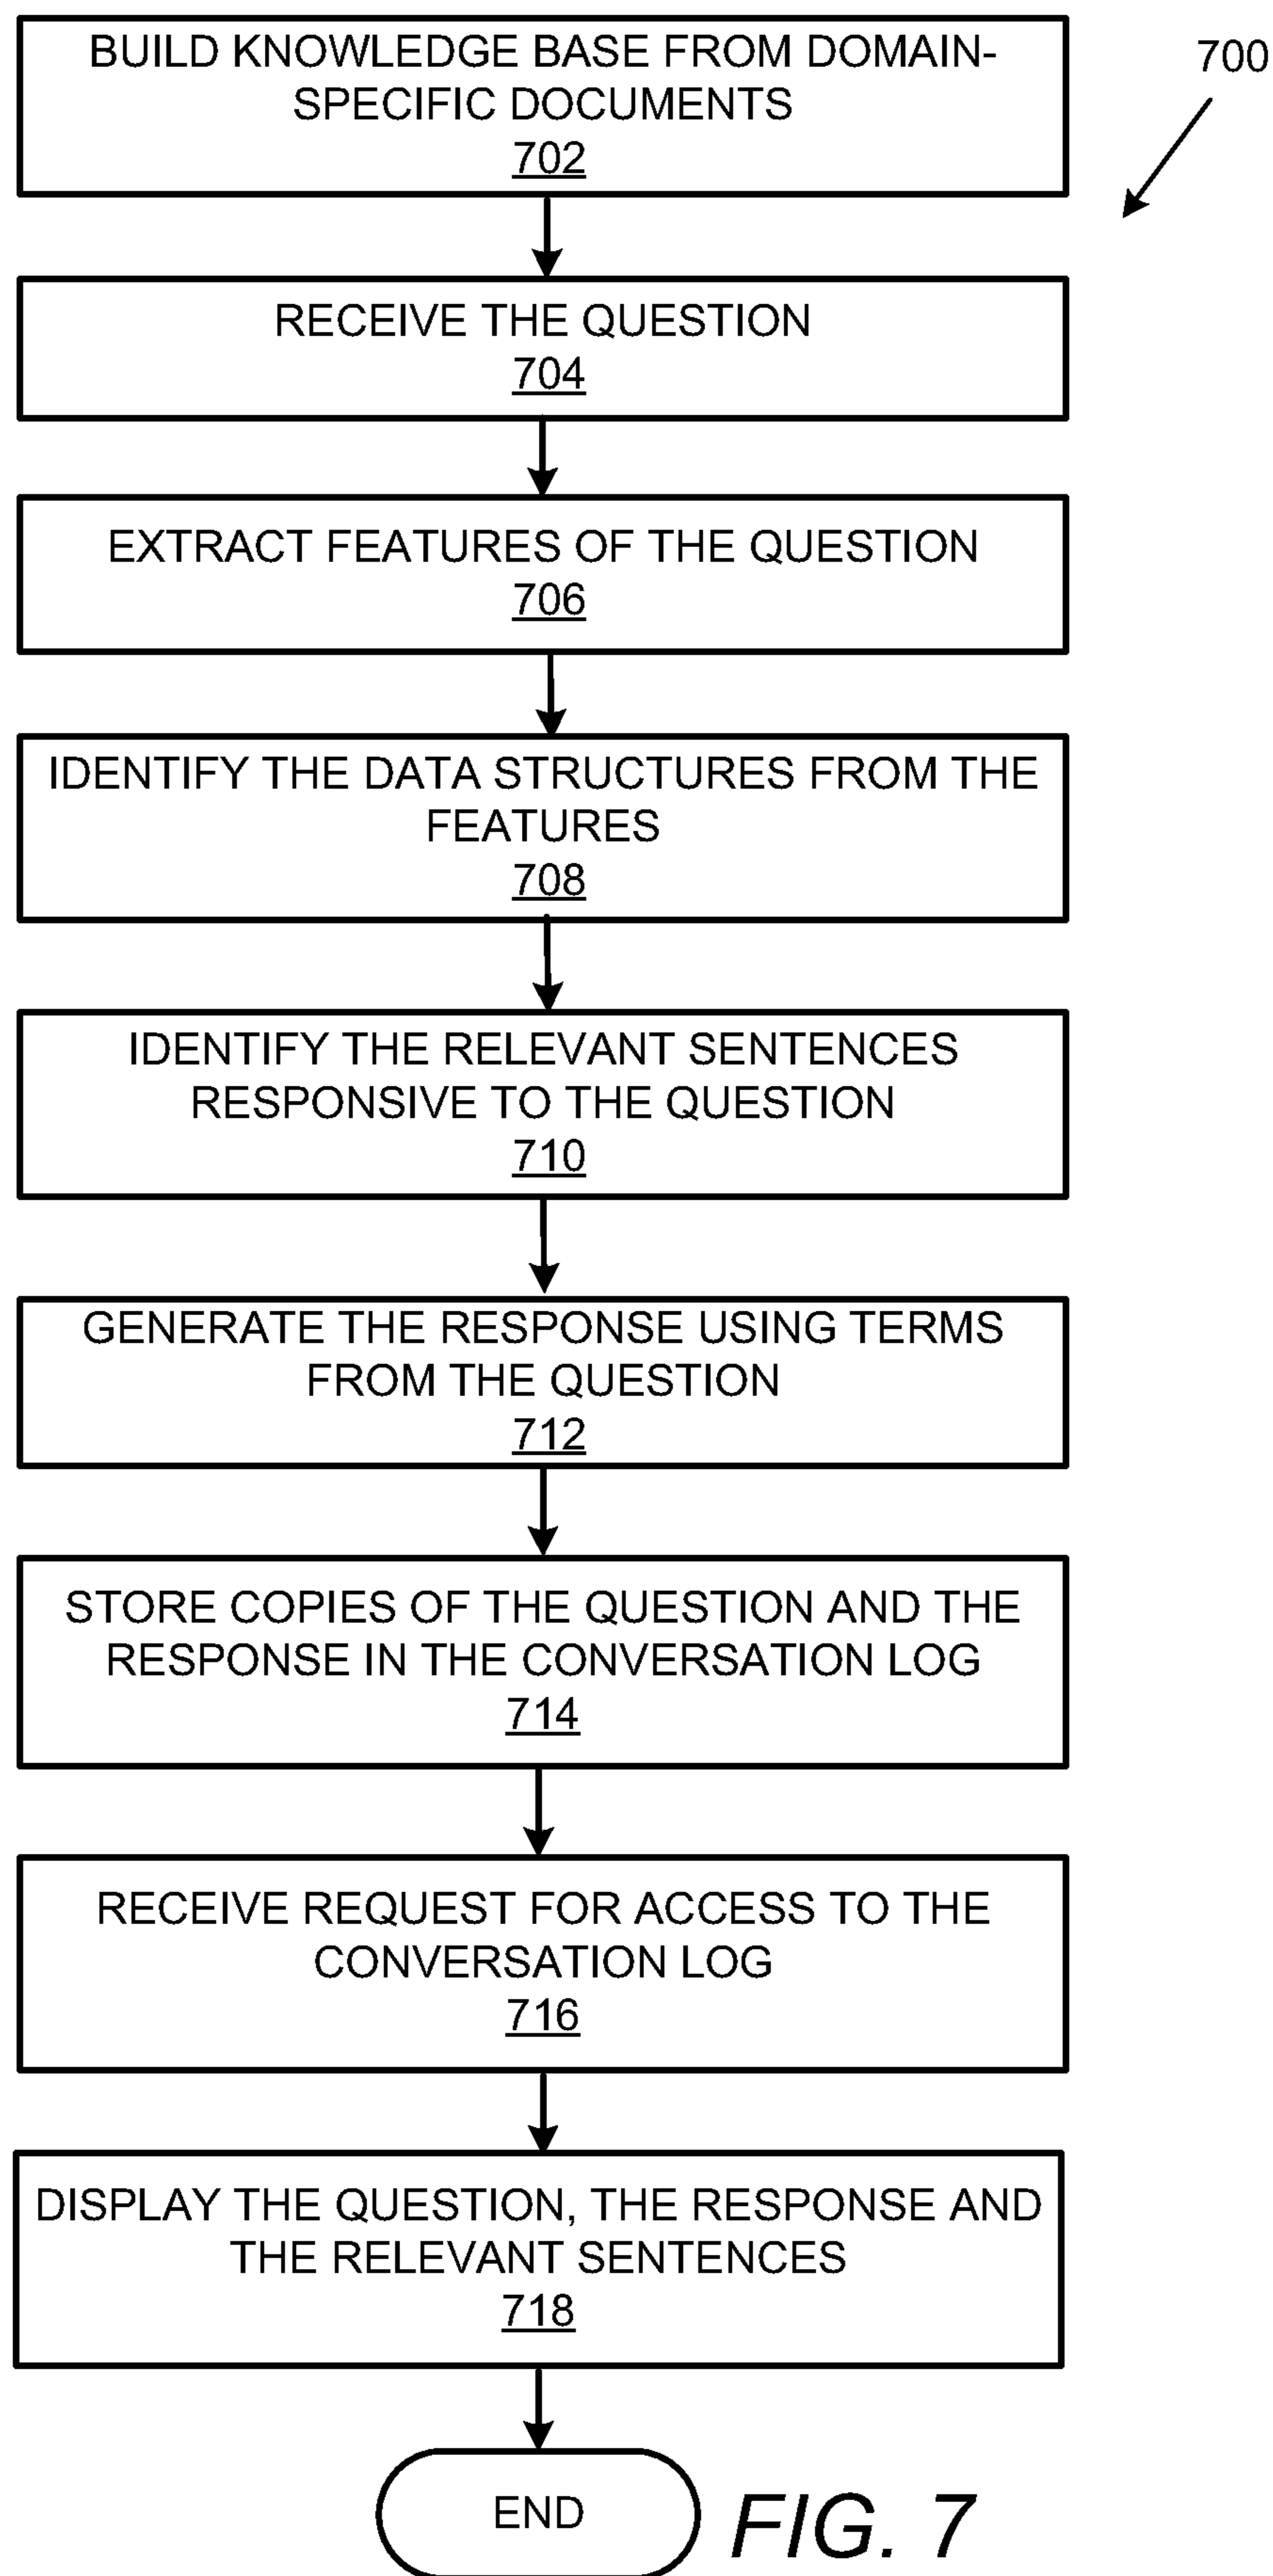 BUILD KNOWLEDGE BASE FROM DOMAIN-
SPECIFIC DOCUMENTS
702
700
RECEIVE THE QUESTION
704
EXTRACT FEATURES OF THE QUESTION
706
IDENTIFY THE DATA STRUCTURES FROM THE
FEATURES
708
IDENTIFY THE RELEVANT SENTENCES
RESPONSIVE TO THE QUESTION
710
GENERATE THE RESPONSE USING TERMS
FROM THE QUESTION
712
STORE COPIES OF THE QUESTION AND THE
RESPONSE IN THE CONVERSATION LOG
714
RECEIVE REQUEST FOR ACCESS TO THE
CONVERSATION LOG
716
DISPLAY THE QUESTION, THE RESPONSE AND
THE RELEVANT SENTENCES
718
END
FIG. 7